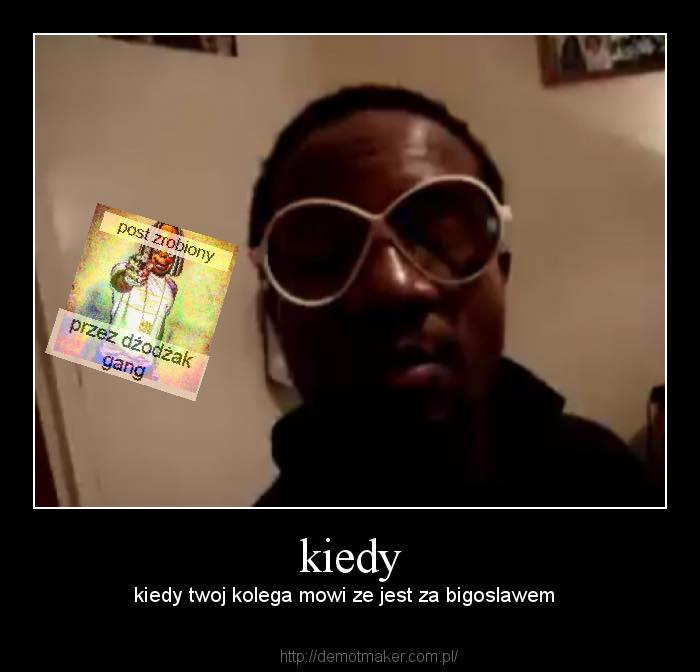 post zrobiony
przez dżodżak
gang
kiedy
kiedy twoj kolega mowi ze jest za bigoslawem
http://demotmaker.com.pl/